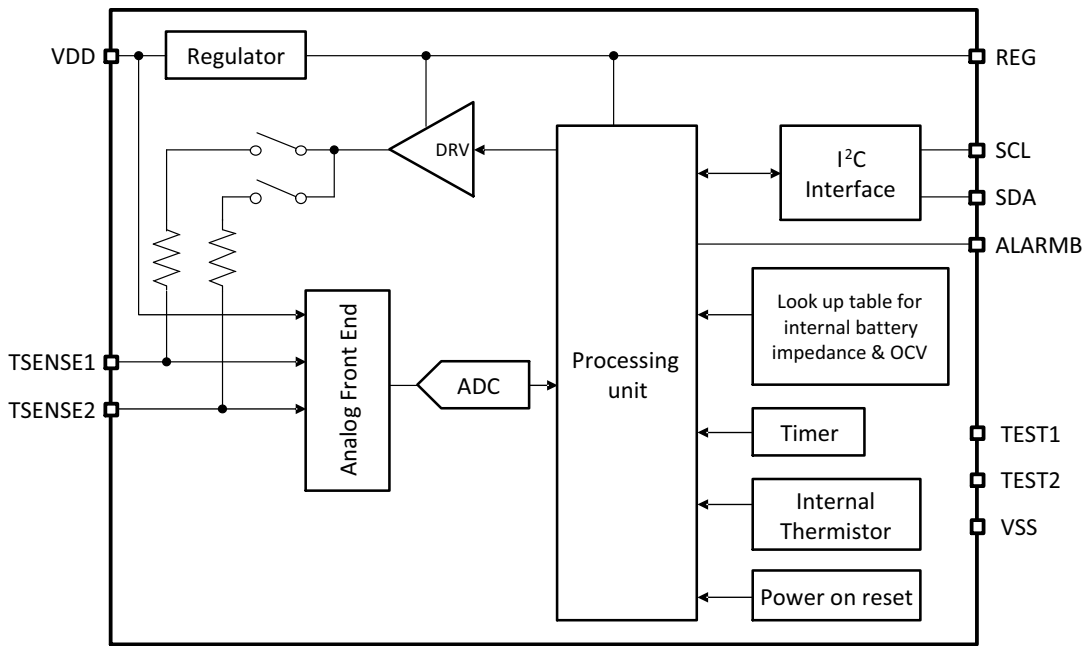 VDD
Regulator
REG
DRV
I²C
Interface
SCL
SDA
ALARMB
Look up table for
internal battery
impedance & OCV
TSENSE1
TSENSE2
Analog Front End
ADC
Processing
unit
Timer
TEST1
TEST2
Internal
Thermistor
VSS
Power on reset